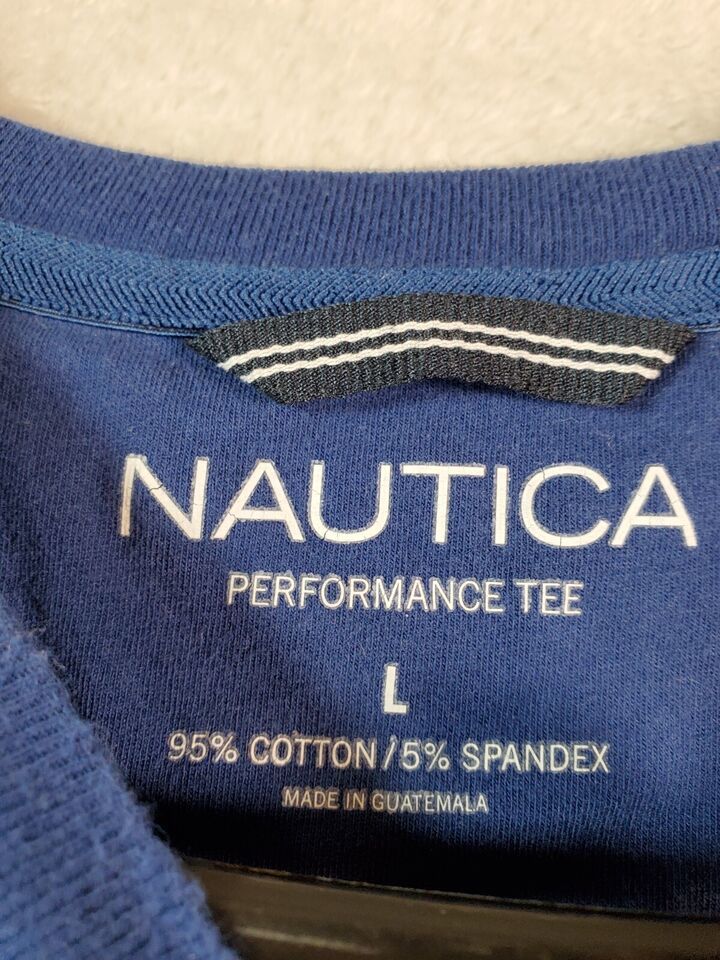 NAUTICA
PERFORMANCE TEE
L
95% COTTON/5% SPANDEX
MADE IN GUATEMALA